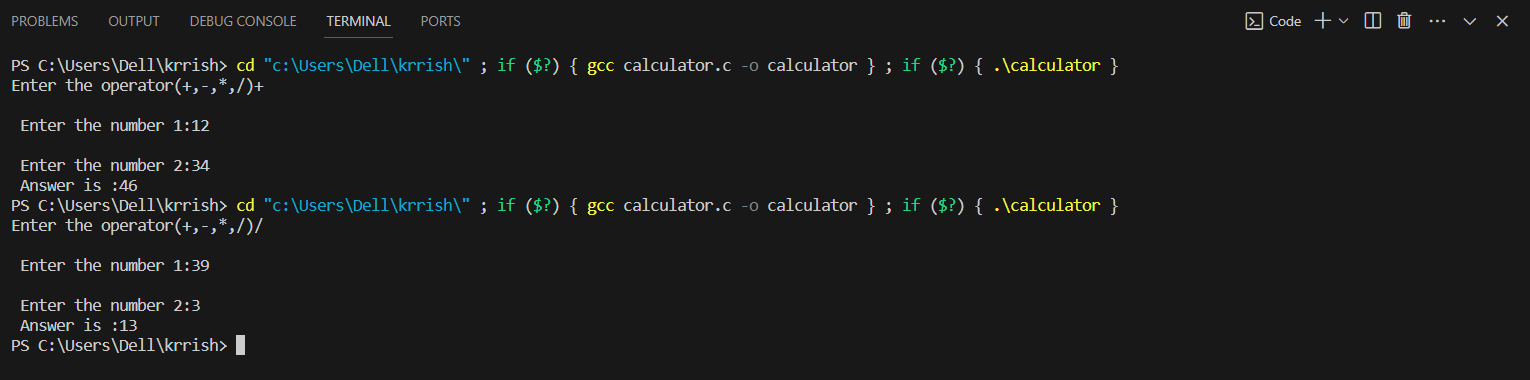 PROBLEMS OUTPUT DEBUG CONSOLE TERMINAL PORTS Code
PS C:\Users\Dell\krrish> cd "c:\Users\Dell\krrish\" ; if ($?) { gcc calculator.c -o calculator } ; if ($?) { .\calculator }
Enter the operator(+,-,*,/)+
Enter the number 1:12
Enter the number 2:34
Answer is :46
PS C:\Users\Dell\krrish> cd "c:\Users\Dell\krrish\" ; if ($?) { gcc calculator.c -o calculator } ; if ($?) { .\calculator }
Enter the operator(+,-,*,/)/
Enter the number 1:39
Enter the number 2:3
Answer is :13
PS C:\Users\Dell\krrish>